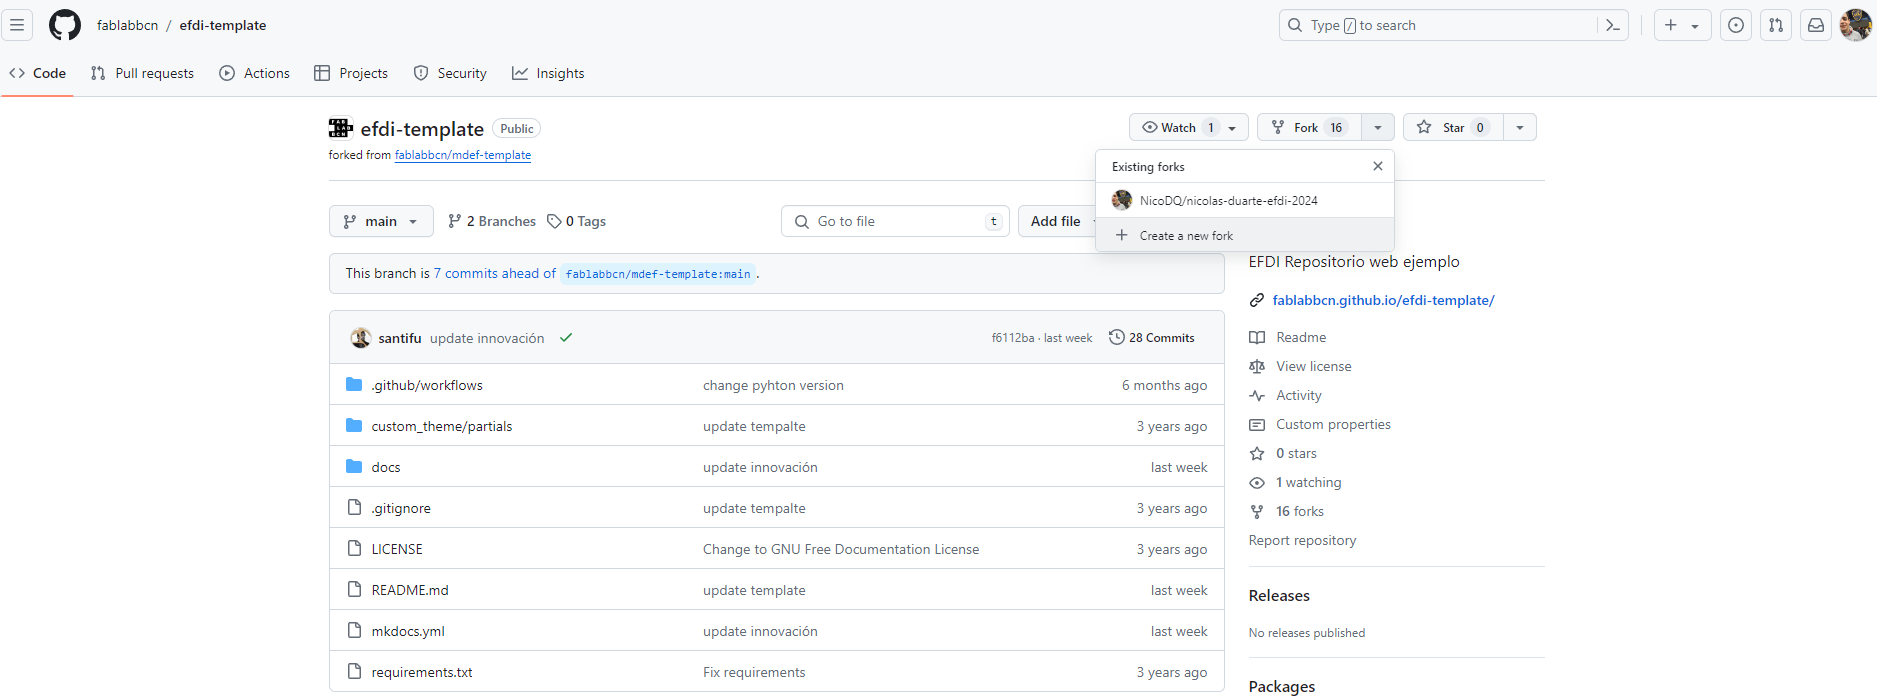 fablabbcn / efdi-template
Type / to search
Code Pull requests Actions Projects Security Insights
efdi-template Public
forked from fablabbcn/mdef-template
Watch 1 Fork 16 Star 0
Existing forks
NicoDQ/nicolas-duarte-efdi-2024
Create a new fork
main 2 Branches 0 Tags
Go to file t
Add file
This branch is 7 commits ahead of fablabbcn/mdef-template:main .
santifu update innovación
f6112ba · last week 28 Commits
.github/workflows change pyhton version 6 months ago
custom_theme/partials update tempalte 3 years ago
docs update innovación last week
.gitignore update tempalte 3 years ago
LICENSE Change to GNU Free Documentation License 3 years ago
README.md update template last week
mkdocs.yml update innovación last week
requirements.txt Fix requirements 3 years ago
EFDI Repositorio web ejemplo
fablabbcn.github.io/efdi-template/
Readme
View license
Activity
Custom properties
0 stars
1 watching
16 forks
Report repository
Releases
No releases published
Packages